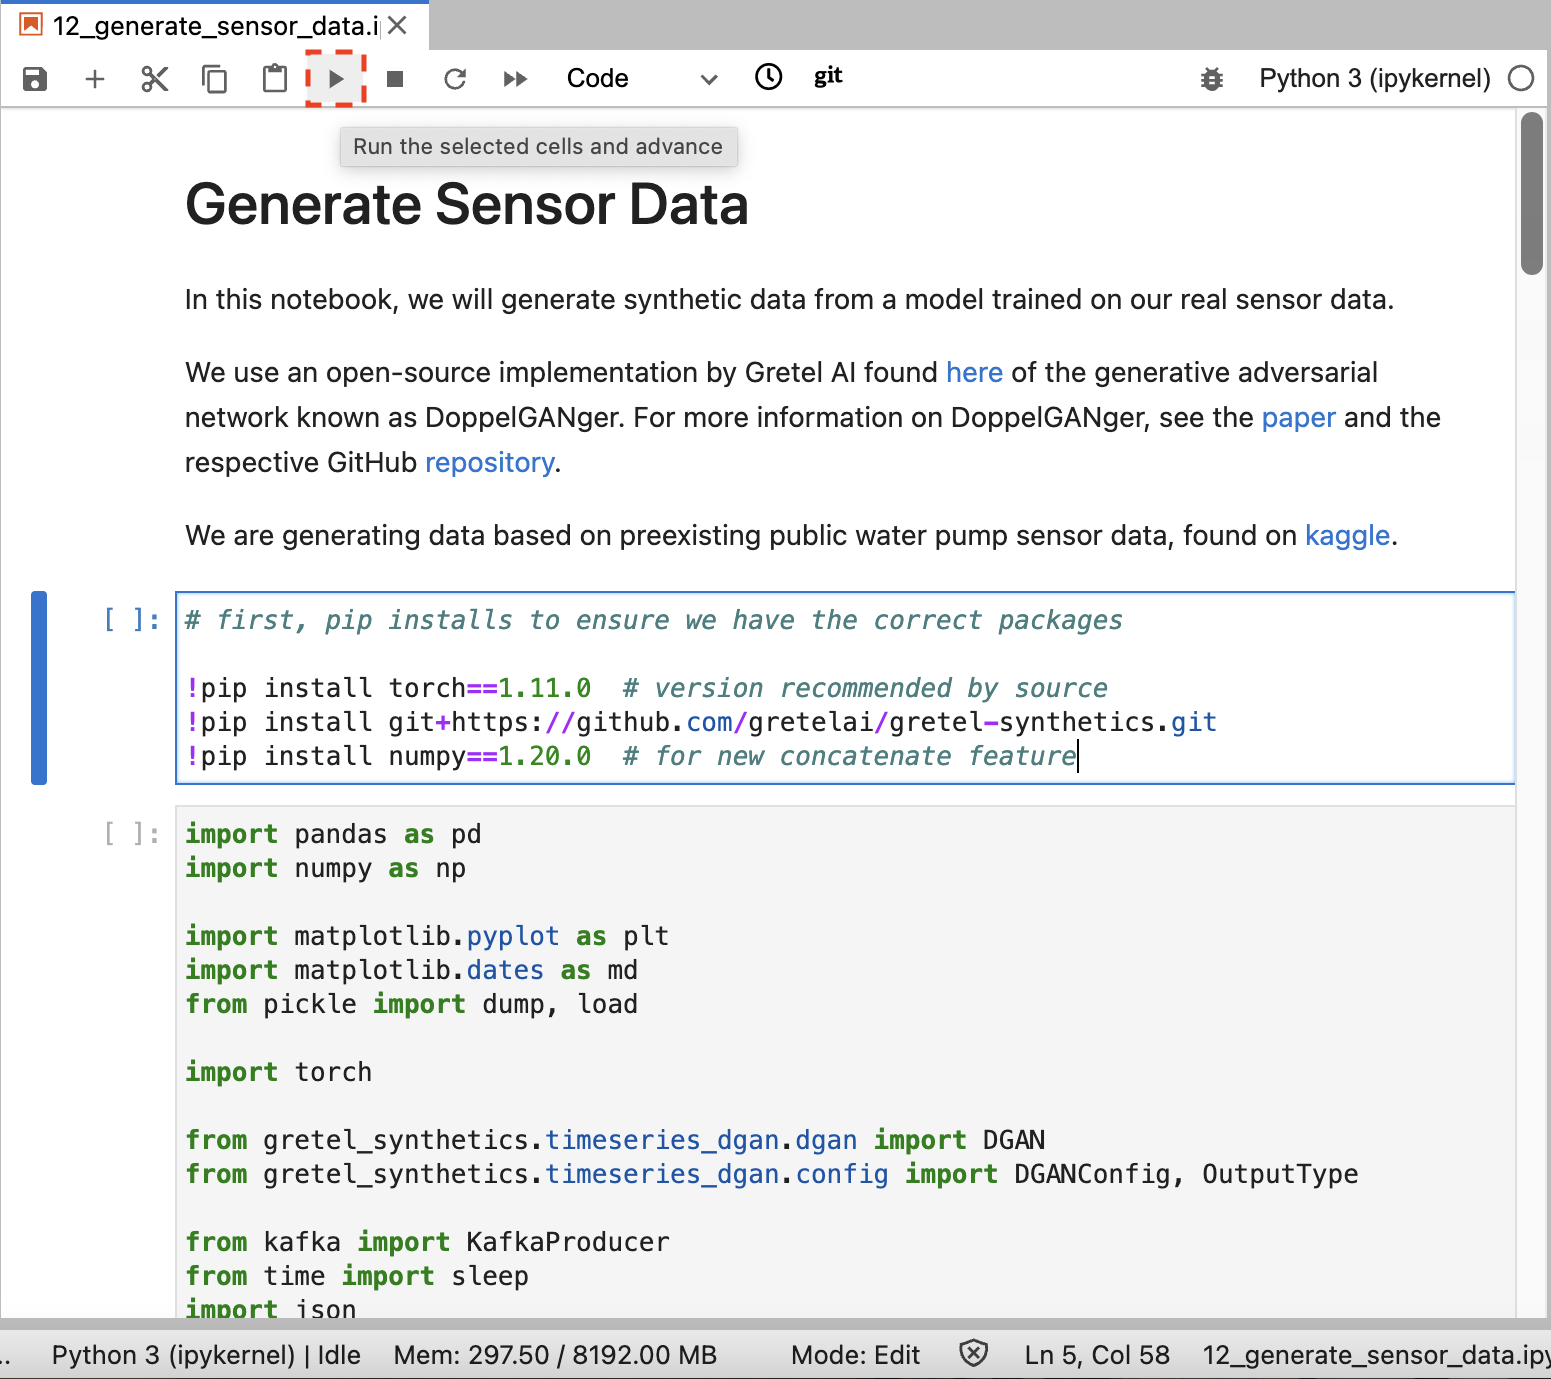 12_generate_sensor_data.i
Code
git
Python 3 (ipykernel)
Run the selected cells and advance
Generate Sensor Data
In this notebook, we will generate synthetic data from a model trained on our real sensor data.
We use an open-source implementation by Gretel AI found here of the generative adversarial
network known as DoppelGANger. For more information on DoppelGANger, see the paper and the
respective GitHub repository.
We are generating data based on preexisting public water pump sensor data, found on kaggle.
[ ]: # first, pip installs to ensure we have the correct packages
!pip install torch==1.11.0  # version recommended by source
!pip install git+https://github.com/gretelai/gretel-synthetics.git
!pip install numpy==1.20.0  # for new concatenate feature
[ ]: import pandas as pd
import numpy as np
import matplotlib.pyplot as plt
import matplotlib.dates as md
from pickle import dump, load
import torch
from gretel_synthetics.timeseries_dgan.dgan import DGAN
from gretel_synthetics.timeseries_dgan.config import DGANConfig, OutputType
from kafka import KafkaProducer
from time import sleep
import json
.. Python 3 (ipykernel) | Idle Mem: 297.50 / 8192.00 MB Mode: Edit Ln 5, Col 58 12_generate_sensor_data.ipy